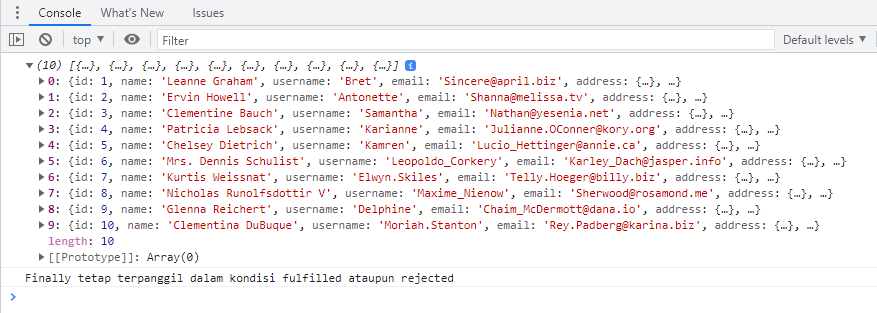 Console What's New Issues
top ▼ Filter Default levels ▼
▼(10) [{…}, {…}, {…}, {…}, {…}, {…}, {…}, {…}, {…}, {…}] i
▶0: {id: 1, name: 'Leanne Graham', username: 'Bret', email: 'Sincere@april.biz', address: {…}, …}
▶1: {id: 2, name: 'Ervin Howell', username: 'Antonette', email: 'Shanna@melissa.tv', address: {…}, …}
▶2: {id: 3, name: 'Clementine Bauch', username: 'Samantha', email: 'Nathan@yesenia.net', address: {…}, …}
▶3: {id: 4, name: 'Patricia Lebsack', username: 'Karianne', email: 'Julianne.OConner@kory.org', address: {…}, …}
▶4: {id: 5, name: 'Chelsey Dietrich', username: 'Kamren', email: 'Lucio_Hettinger@annie.ca', address: {…}, …}
▶5: {id: 6, name: 'Mrs. Dennis Schulist', username: 'Leopoldo_Corkery', email: 'Karley_Dach@jasper.info', address: {…}, …}
▶6: {id: 7, name: 'Kurtis Weissnat', username: 'Elwyn.Skiles', email: 'Telly.Hoeger@billy.biz', address: {…}, …}
▶7: {id: 8, name: 'Nicholas Runolfsdottir V', username: 'Maxime_Nienow', email: 'Sherwood@rosamond.me', address: {…}, …}
▶8: {id: 9, name: 'Glenna Reichert', username: 'Delphine', email: 'Chaim_McDermott@dana.io', address: {…}, …}
▶9: {id: 10, name: 'Clementina DuBuque', username: 'Moriah.Stanton', email: 'Rey.Padberg@karina.biz', address: {…}, …}
length: 10
▶[[Prototype]]: Array(0)
Finally tetap terpanggil dalam kondisi fulfilled ataupun rejected